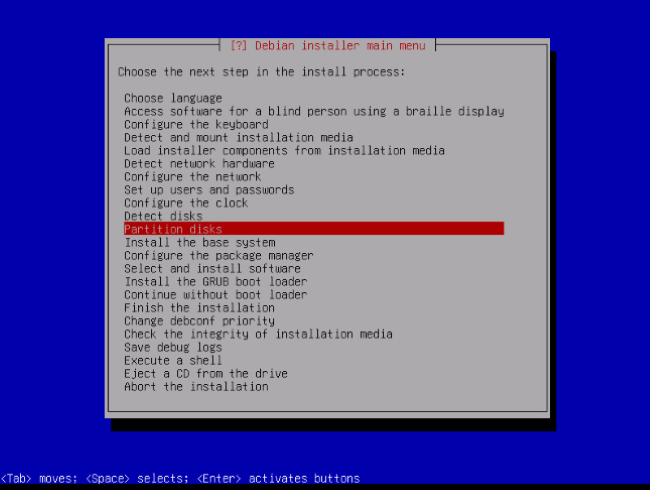 [?] Debian installer main menu
Choose the next step in the install process:
Choose language
Access software for a blind person using a braille display
Configure the keyboard
Detect and mount installation media
Load installer components from installation media
Detect network hardware
Configure the network
Set up users and passwords
Configure the clock
Detect disks
Partition disks
Install the base system
Configure the package manager
Select and install software
Install the GRUB boot loader
Continue without boot loader
Finish the installation
Change debconf priority
Check the integrity of installation media
Save debug logs
Execute a shell
Eject a CD from the drive
Abort the installation
<Tab> moves; <Space> selects; <Enter> activates buttons